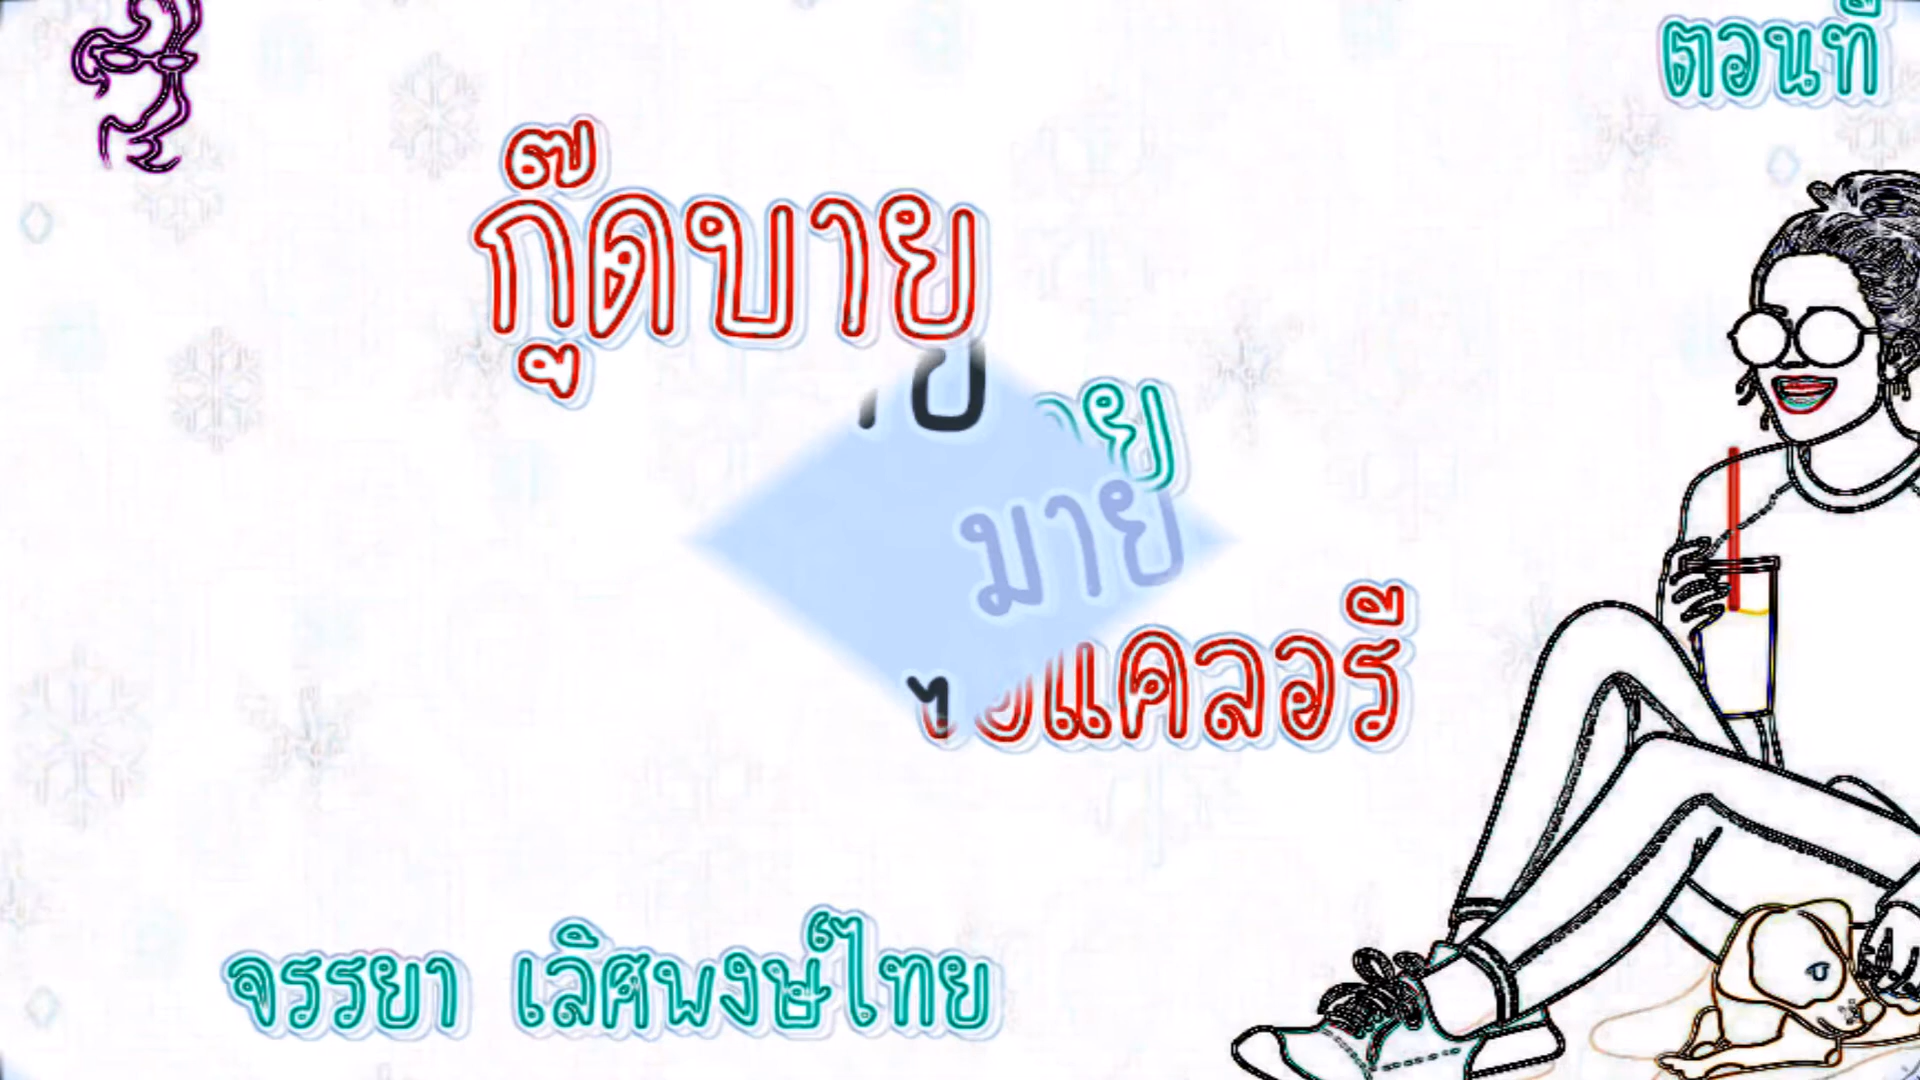 ตอนที่
กู๊ดบาย
มาย
แคลอรี
จรรยา เลิศพงษ์ไทย